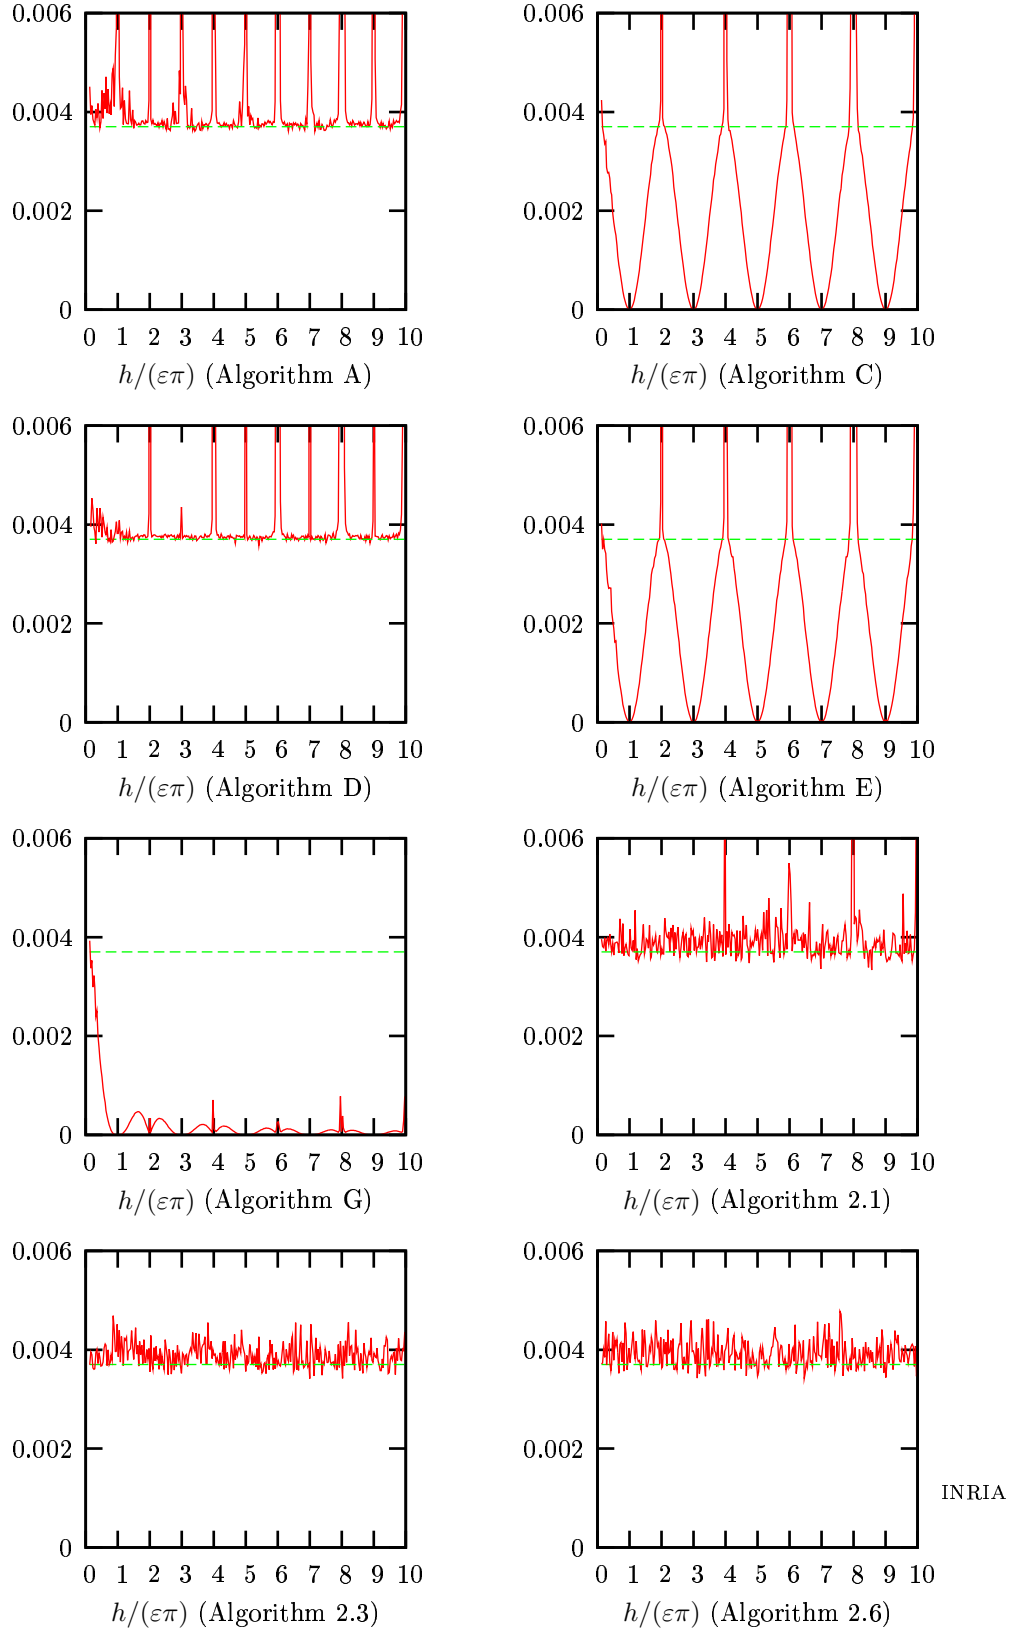 0.006
0.004
0.002
0
0 1 2 3 4 5 6 7 8 9 10
h/(επ) (Algorithm A)
0.006
0.004
0.002
0
0 1 2 3 4 5 6 7 8 9 10
h/(επ) (Algorithm C)
0.006
0.004
0.002
0
0 1 2 3 4 5 6 7 8 9 10
h/(επ) (Algorithm D)
0.006
0.004
0.002
0
0 1 2 3 4 5 6 7 8 9 10
h/(επ) (Algorithm E)
0.006
0.004
0.002
0
0 1 2 3 4 5 6 7 8 9 10
h/(επ) (Algorithm G)
0.006
0.004
0.002
0
0 1 2 3 4 5 6 7 8 9 10
h/(επ) (Algorithm 2.1)
0.006
0.004
0.002
0
0 1 2 3 4 5 6 7 8 9 10
h/(επ) (Algorithm 2.3)
0.006
0.004
0.002
0
0 1 2 3 4 5 6 7 8 9 10
h/(επ) (Algorithm 2.6)
INRIA